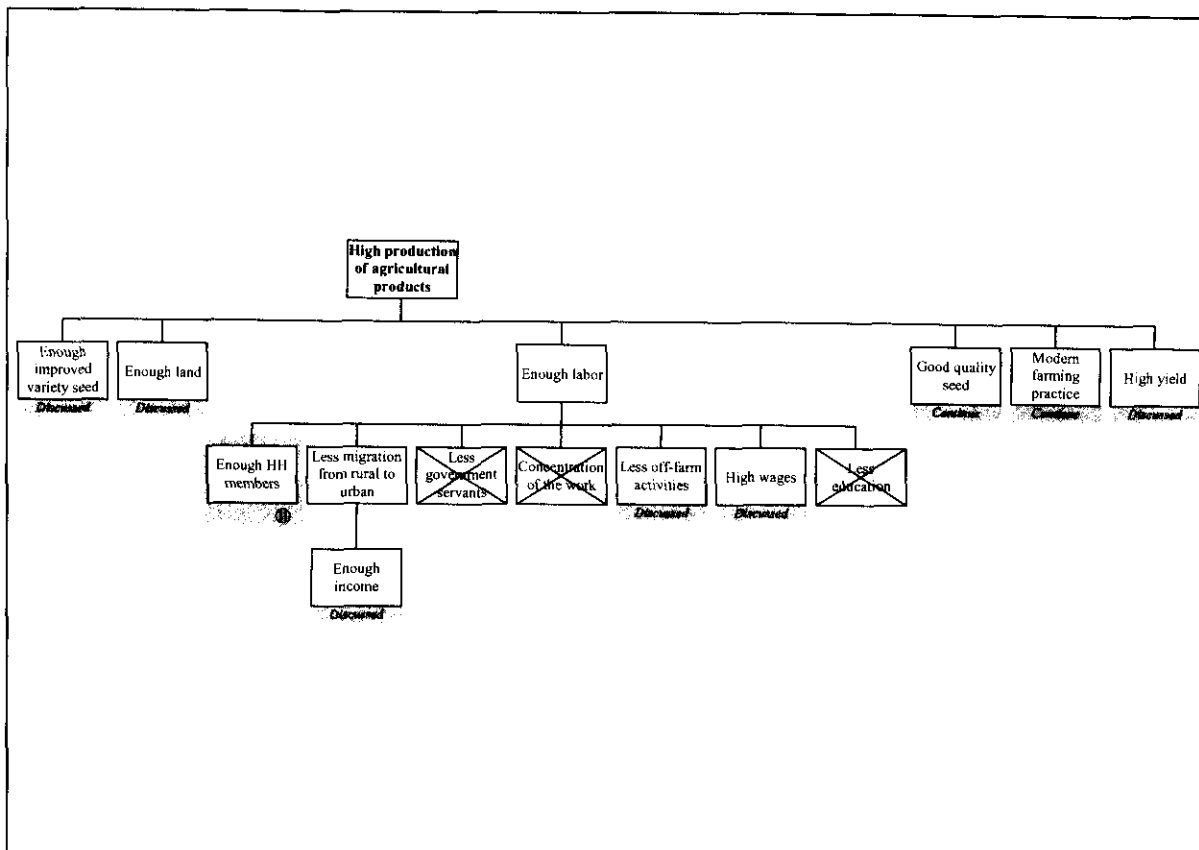 High production
of agricultural
products
Enough
improved
variety seed
Discussed
Enough land
Discussed
Enough labor
Good quality
seed
Continue
Modern
farming
practice
Continue
High yield
Discussed
Enough HH
members
Less migration
from rural to
urban
Less
government
servants
Concentration
of the work
Less off-farm
activities
Discussed
High wages
Discussed
Less
education
Enough
income
Discussed